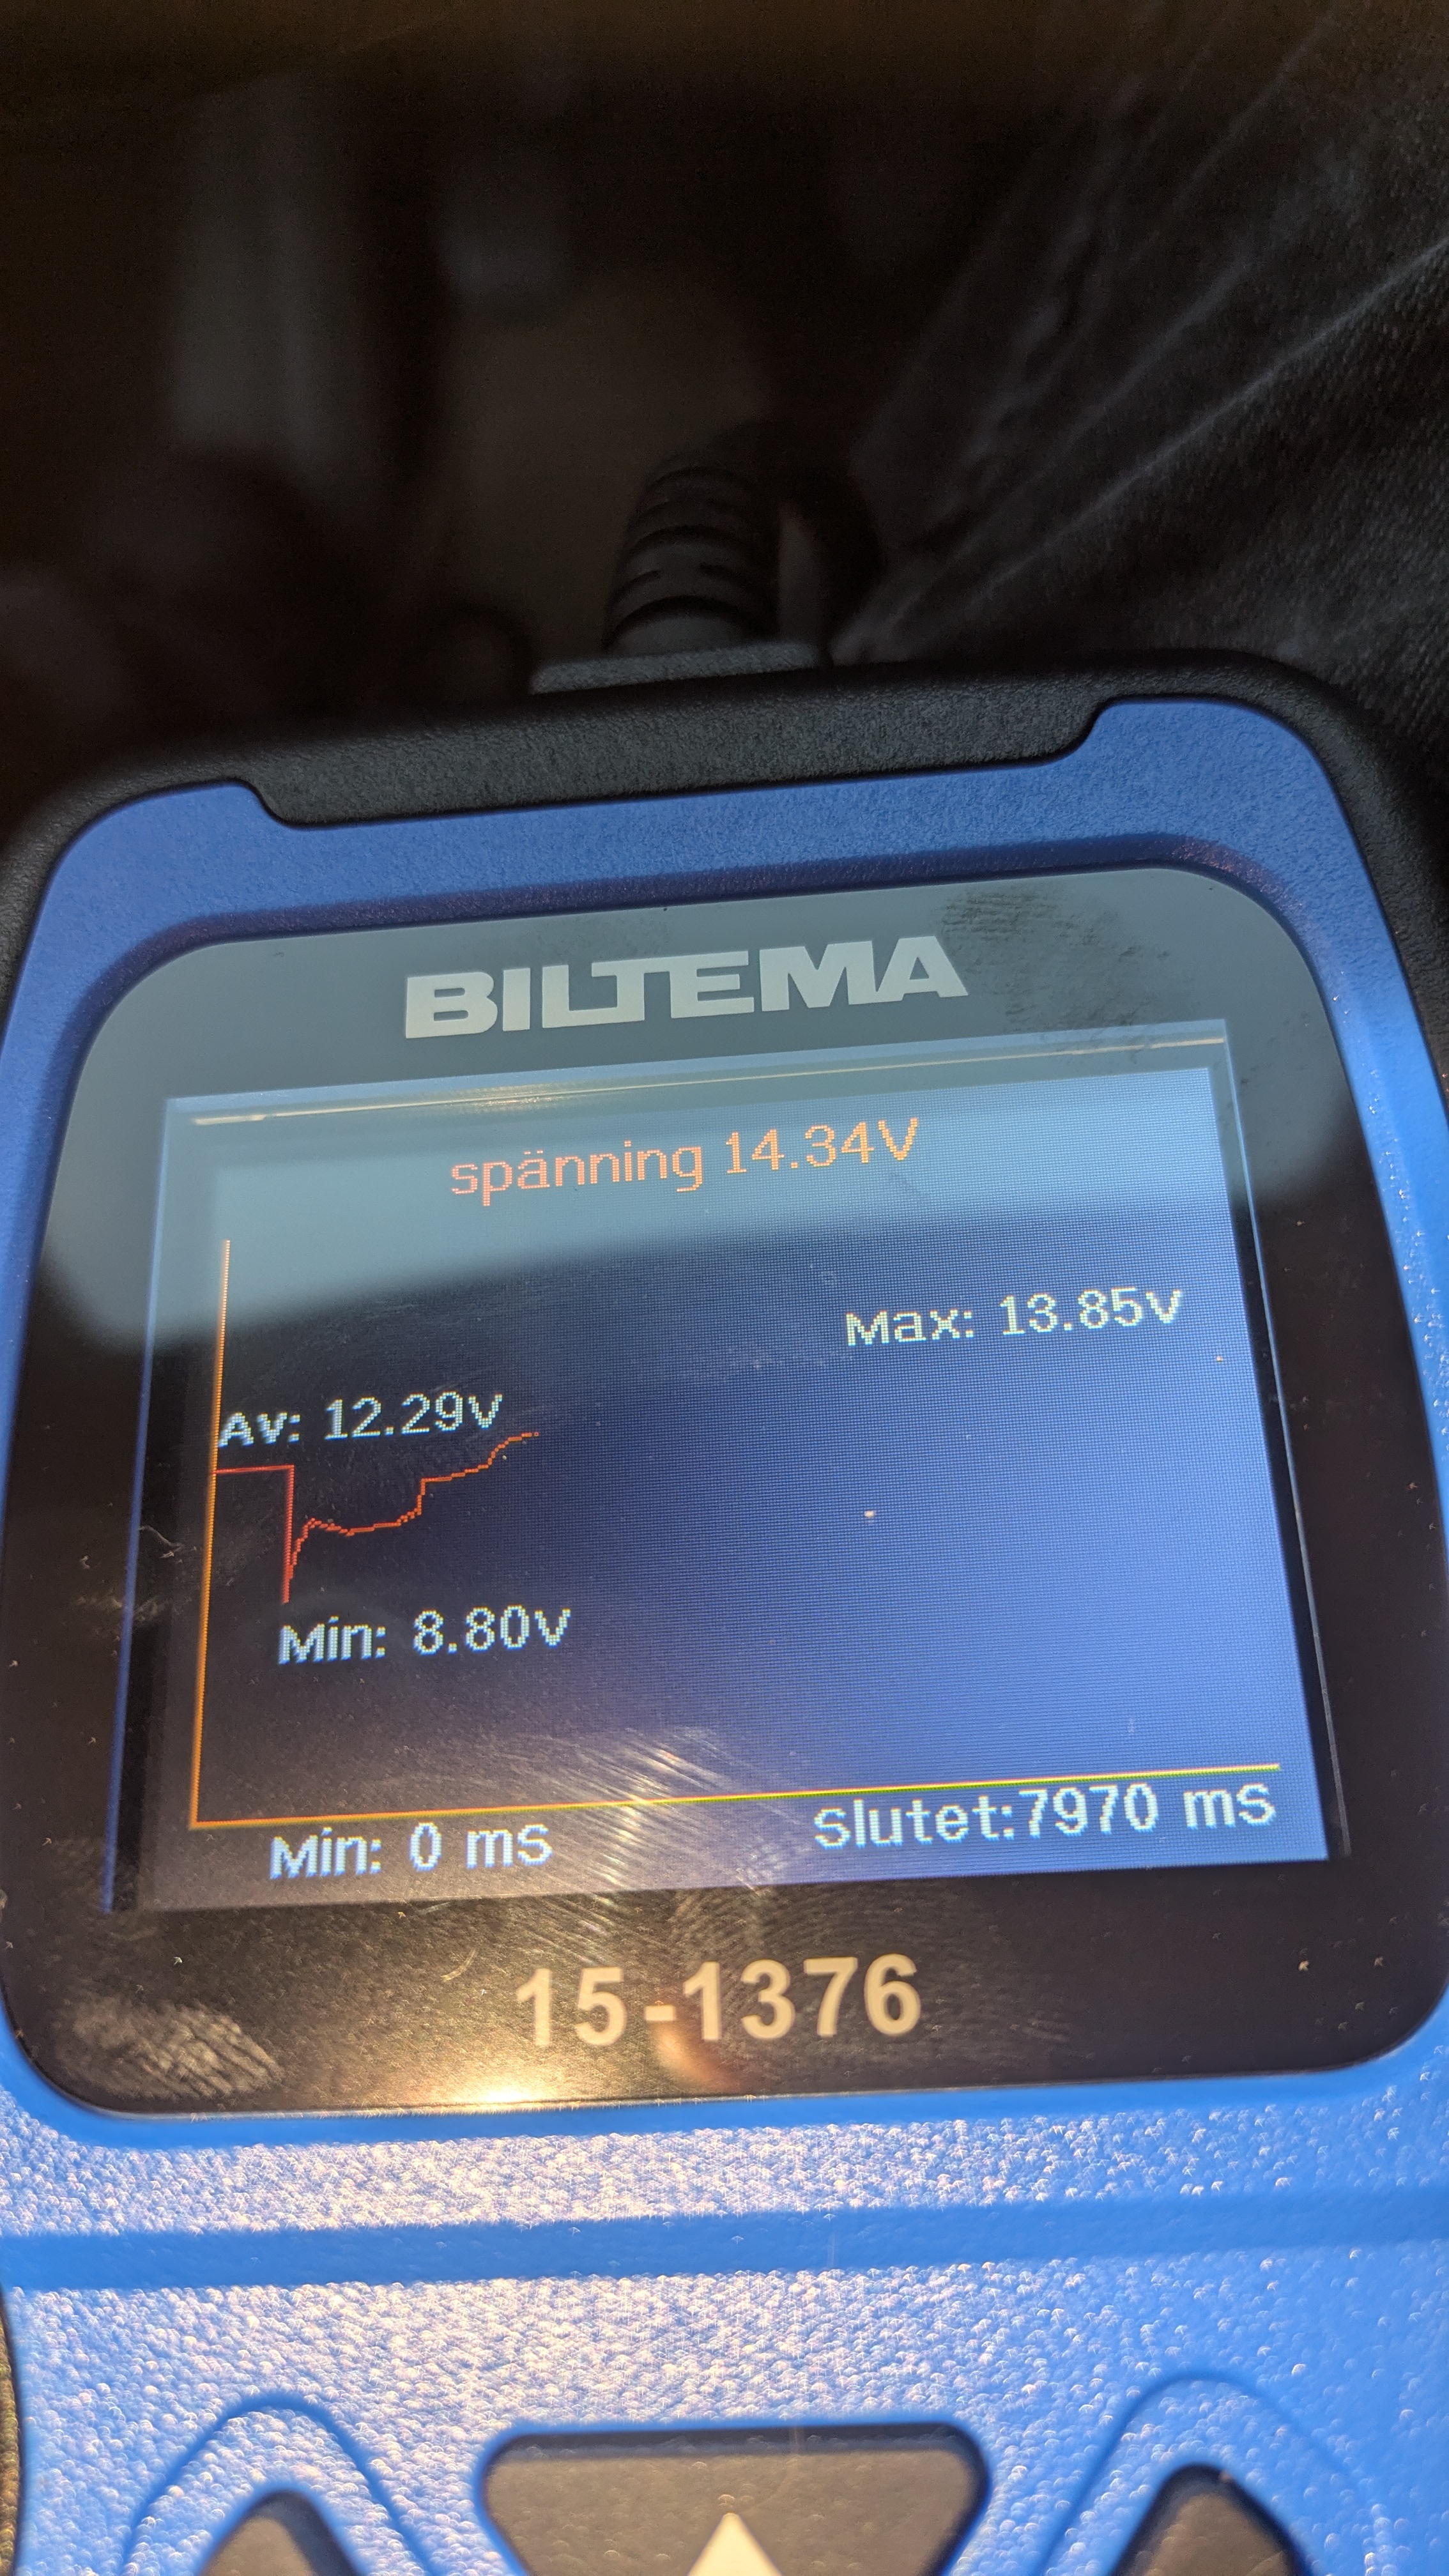 BILTEMA
spänning 14.34V
Max: 13.85v
Av: 12.29v
Min: 8.80v
Min: 0 ms
slutet:7970 ms
15-1376